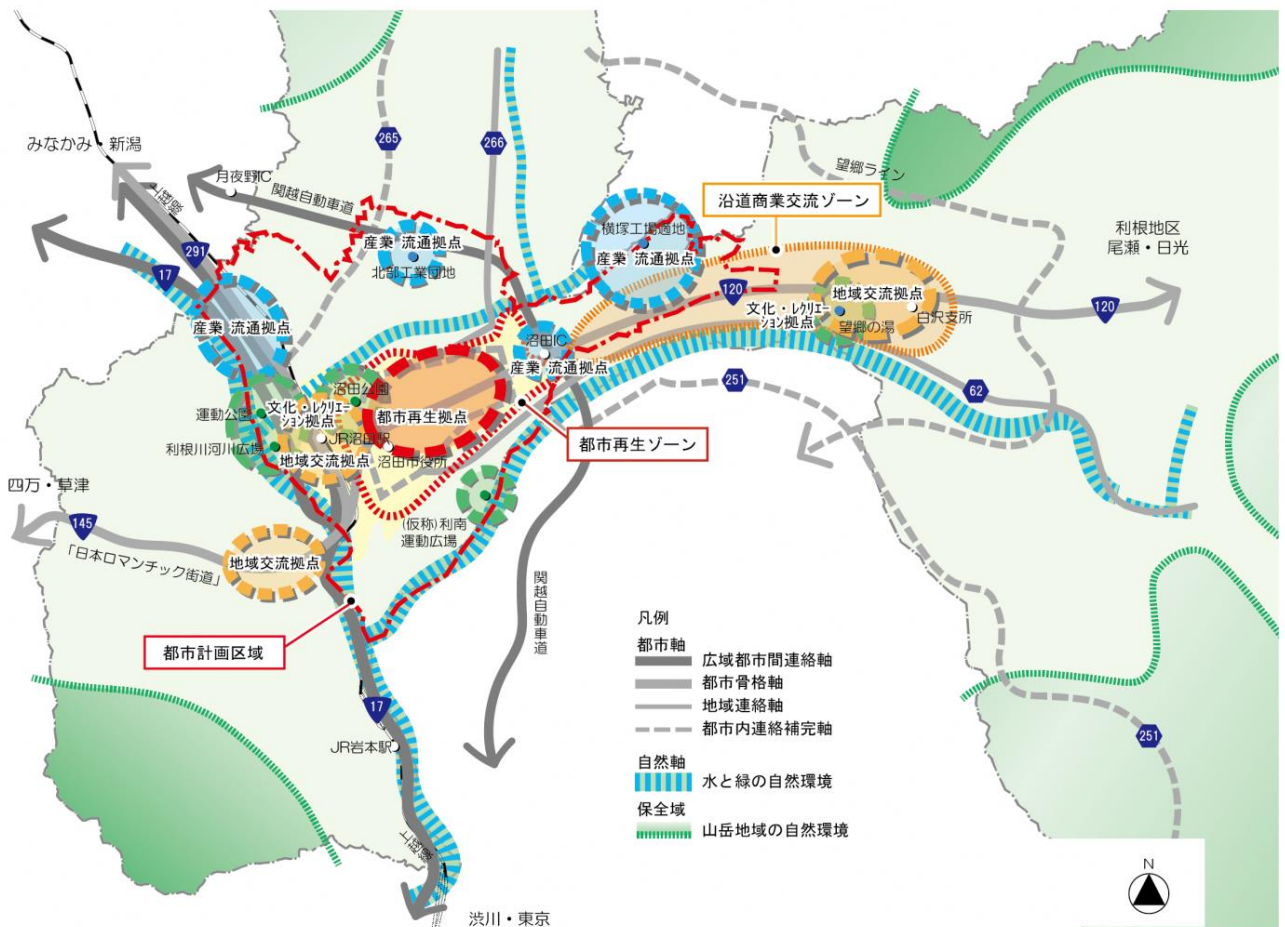 みなかみ 新潟
月夜野IC
関越自動車道
上越線
265
266
291
17
望郷ライン
沿道商業交流ゾーン
利根地区
尾瀬・日光
横塚工場適地
産業 流通拠点
産業 流通拠点
北部工業団地
120
地域交流拠点
文化・レクリエー
ション拠点
望郷の湯
白沢支所
120
産業 流通拠点
沼田IC
産業 流通拠点
251
62
沼田公園
運動公園
文化・レクリエー
ション拠点
都市再生拠点
JR沼田駅
利根川河川広場
沼田市役所
地域交流拠点
都市再生ゾーン
四万・草津
145
「日本ロマンチック街道」
地域交流拠点
(仮称)利南
運動広場
関越自動車道
都市計画区域
17
JR岩本駅
上越線
渋川・東京
251
凡例
都市軸
広域都市間連絡軸
都市骨格軸
地域連絡軸
都市内連絡補完軸
自然軸
水と緑の自然環境
保全域
山岳地域の自然環境
N